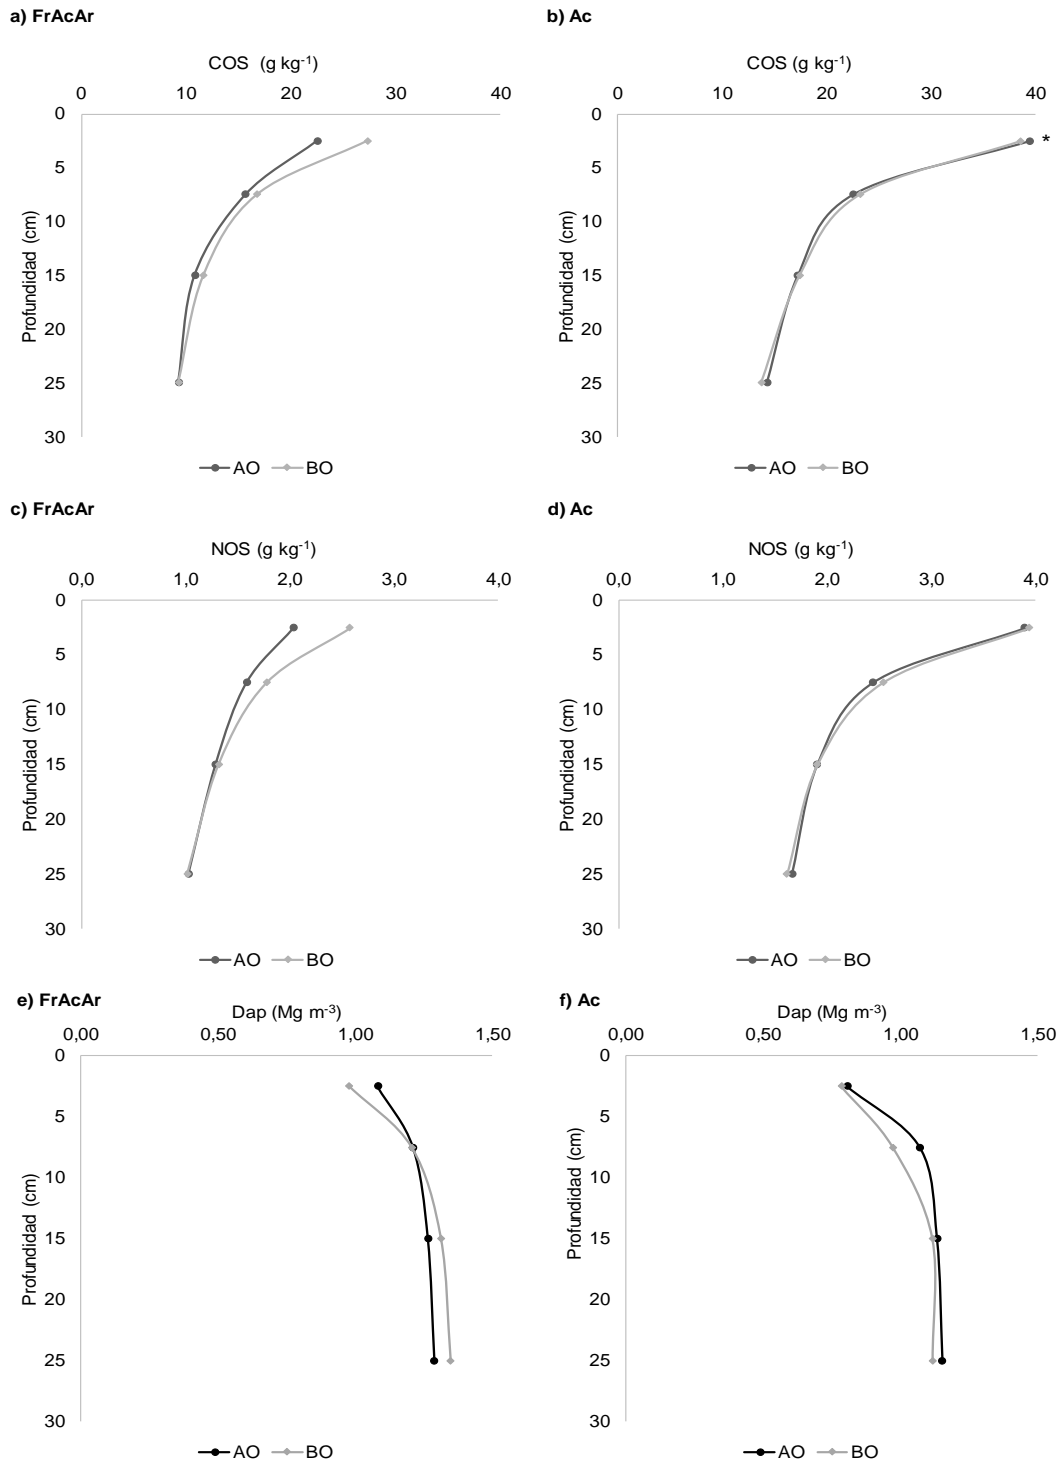 a) FrAcAr
COS (g kg⁻¹)
0 10 20 30 40
0
5
10
15
20
25
30
Profundidad (cm)
AO BO
b) Ac
COS (g kg⁻¹)
0 10 20 30 40
0
5
10
15
20
25
30
Profundidad (cm)
*
AO BO
c) FrAcAr
NOS (g kg⁻¹)
0,0 1,0 2,0 3,0 4,0
0
5
10
15
20
25
30
Profundidad (cm)
AO BO
d) Ac
NOS (g kg⁻¹)
0,0 1,0 2,0 3,0 4,0
0
5
10
15
20
25
30
Profundidad (cm)
AO BO
e) FrAcAr
Dap (Mg m⁻³)
0,00 0,50 1,00 1,50
0
5
10
15
20
25
30
Profundidad (cm)
AO BO
f) Ac
Dap (Mg m⁻³)
0,00 0,50 1,00 1,50
0
5
10
15
20
25
30
Profundidad (cm)
AO BO